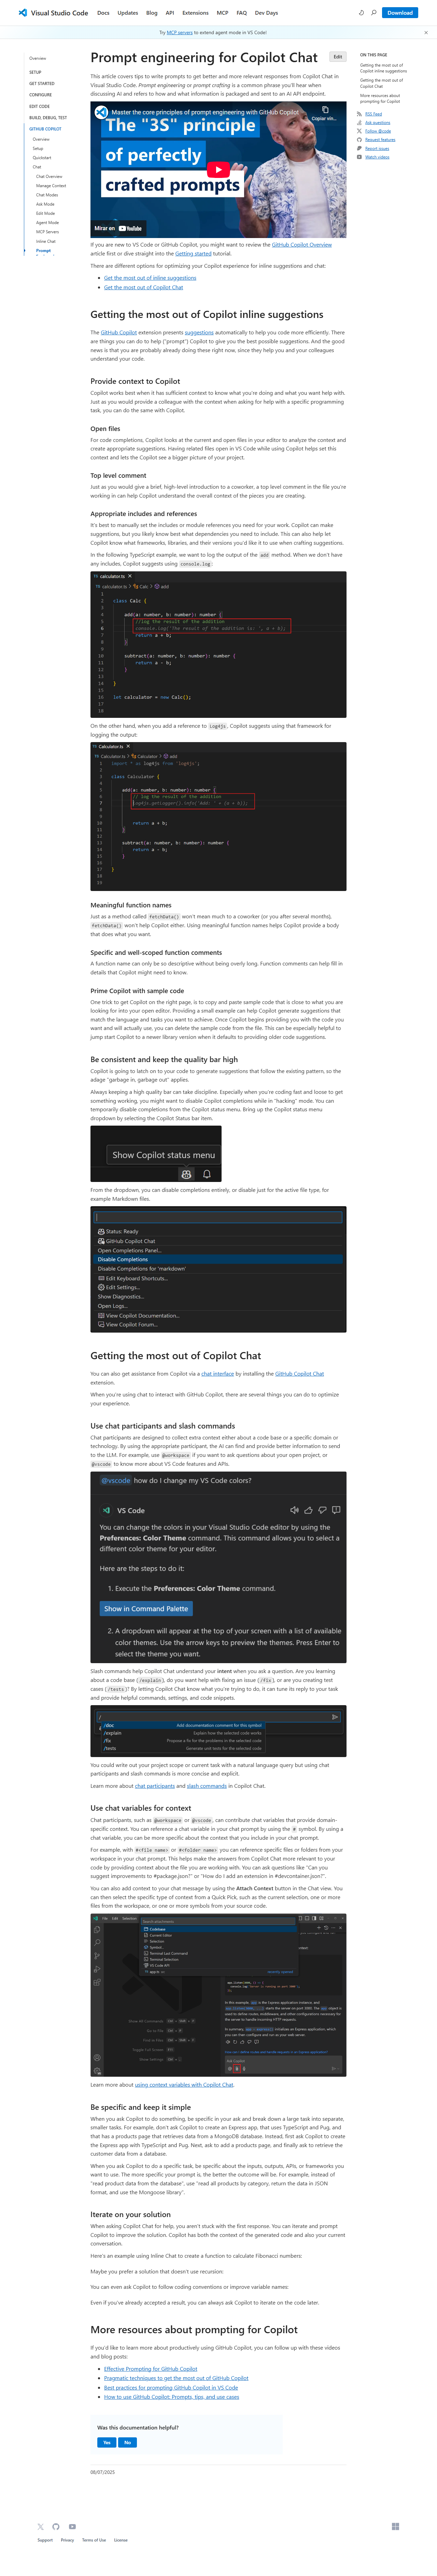 Visual Studio Code
Docs
Updates
Blog
API
Extensions
MCP
FAQ
Dev Days
Download
Try MCP servers to extend agent mode in VS Code!
Overview
SETUP
GET STARTED
CONFIGURE
EDIT CODE
BUILD, DEBUG, TEST
GITHUB COPILOT
Overview
Setup
Quickstart
Chat
Chat Overview
Manage Context
Chat Modes
Ask Mode
Edit Mode
Agent Mode
MCP Servers
Inline Chat
Prompt
Prompt engineering for Copilot Chat
Edit
This article covers tips to improve your prompts to get better and more relevant responses from Copilot Chat in Visual Studio Code. Prompt engineering or prompt crafting is a common phrase you'll hear discussed and refers to how and what information is packed and sent as part of a prompt to an API endpoint.
Master the core principles of prompt engineering with GitHub Copilot
Copiar vín...
The "3S" principles
of perfectly
crafted prompts
Mirar en YouTube
If you are new to VS Code or GitHub Copilot, you might want to review the GitHub Copilot Overview
article first or dive straight into the Getting started tutorial.
There are different options for optimizing your Copilot experience for inline suggestions and chat:
Get the most out of inline suggestions
Get the most out of Copilot Chat
Getting the most out of Copilot inline suggestions
The GitHub Copilot extension presents suggestions automatically to help you code more efficiently. There are things you can do to help ("prompt") Copilot to give you the best possible suggestions. And the good news is that you are probably already doing these right now, since they help you and your colleagues understand your code.
Provide context to Copilot
Copilot works best when it has sufficient context to know what you're doing and what you want help with. Just as you would provide a colleague with the context when asking for help with a specific programming task, you can do the same with Copilot.
Open files
For code completions, Copilot looks at the current and open files in your editor to analyze the context and create appropriate suggestions. Having related files open in VS Code while using Copilot helps set this context and lets the Copilot see a bigger picture of your project.
Top level comment
Just as you would give a brief, high-level introduction to a coworker, a top level comment in the file you're working in can help Copilot understand the overall context of the pieces you are creating.
Appropriate includes and references
It's best to manually set the includes or module references you need for your work. Copilot can make suggestions, but you likely know best what dependencies you need to include. This can also help let Copilot know what frameworks, libraries, and their versions you'd like it to use when crafting suggestions.
In the following TypeScript example, we want to log the output of the add method. When we don't have any includes, Copilot suggests using console.log:
calculator.ts
calculator.ts > Calc > add
class Calc {
add(a: number, b: number): number {
//log the result of the addition
console.log(`The result of the addition is: ${a + b}`);
return a + b;
}
subtract(a: number, b: number): number {
return a - b;
}
}
let calculator = new Calc();
On the other hand, when you add a reference to Log4js, Copilot suggests using that framework for logging the output:
Calculator.ts
Calculator.ts > Calculator > add
import * as log4js from 'log4js';
class Calculator {
add(a: number, b: number): number {
// log the result of the addition
return a + b;
}
subtract(a: number, b: number): number {
return a - b;
}
}
Meaningful function names
Just as a method called fetchData() won't mean much to a coworker (or you after several months), fetchData() won't help Copilot either. Using meaningful function names helps Copilot provide a body that does what you want.
Specific and well-scoped function comments
A function name can only be so descriptive without being overly long. Function comments can help fill in details that Copilot might need to know.
Prime Copilot with sample code
One trick to get Copilot on the right page, is to copy and paste sample code that is close to what you are looking for into your open editor. Providing a small example can help Copilot generate suggestions that match the language and tasks you want to achieve. Once Copilot begins providing you with the code you want and will actually use, you can delete the sample code from the file. This can be especially helpful to jump start Copilot to a newer library version when it defaults to providing older code suggestions.
Be consistent and keep the quality bar high
Copilot is going to latch on to your code to generate suggestions that follow the existing pattern, so the adage "garbage in, garbage out" applies.
Always keeping a high quality bar can take discipline. Especially when you're coding fast and loose to get something working, you might want to disable Copilot completions while in "hacking" mode. You can temporarily disable completions from the Copilot status menu. Bring up the Copilot status menu dropdown by selecting the Copilot Status bar item.
Show Copilot status menu
From the dropdown, you can disable completions entirely, or disable just for the active file type, for example Markdown files.
Status: Ready
GitHub Copilot Chat
Open Completions Panel...
Disable Completions
Disable Completions for 'markdown'
Edit Keyboard Shortcuts...
Edit Settings...
Show Diagnostics...
Open Logs...
View Copilot Documentation...
View Copilot Forum...
Getting the most out of Copilot Chat
You can also get assistance from Copilot via a chat interface by installing the GitHub Copilot Chat extension.
When you're using chat to interact with GitHub Copilot, there are several things you can do to optimize your experience.
Use chat participants and slash commands
Chat participants are designed to collect extra context either about a code base or a specific domain or technology. By using the appropriate participant, the AI can find and provide better information to send to the LLM. For example, use @workspace if you want to ask questions about your open project, or @vscode to know more about VS Code features and APIs.
@vscode how do I change my VS Code colors?
VS Code
You can change the colors in your Visual Studio Code editor by using the Preferences: Color Theme command. This command allows you to select a different color theme for your editor.
Here are the steps to do it:
1. Execute the Preferences: Color Theme command.
Show in Command Palette
2. A dropdown will appear at the top of your screen with a list of available color themes. Use your arrow keys to preview them. Press Enter to select the theme you want.
Slash commands help Copilot Chat understand your intent when you ask a question. Are you learning about a code base (/explain), do you want help with fixing an issue (/fix), or are you creating test cases (/tests)? By letting Copilot Chat know what you're trying to do, it can tune its reply to your task and provide helpful commands, settings, and code snippets.
/
/doc Add documentation comment for this symbol
/explain Explain how the selected code works
/fix Propose a fix for the problems in the selected code
/tests Generate unit tests for the selected code
You could write out your project scope or current task using natural language but using chat participants and slash commands is more concise and explicit.
Learn more about chat participants and slash commands in Copilot Chat.
Use chat variables for context
Chat participants, such as @workspace or @vscode, can contribute chat variables that provide domain-specific context. You can reference a chat variable in your chat prompt by using the # symbol. By using a chat variable, you can be more specific about the context that you include in your chat prompt.
For example, with #<file name> or #<folder name> you can reference specific files or folders from your workspace in your chat prompt. This helps make the answers from Copilot Chat more relevant to your code by providing context about the file you are working with. You can ask questions like "Can you suggest improvements to #package.json?" or "How do I add an extension in #devcontainer.json?".
You can also add context to your chat message by using the Attach Context button in the Chat view. You can then select the specific type of context from a Quick Pick, such as the current selection, one or more files in your workspace, or one or more symbols from your source code.
Learn more about using context variables with Copilot Chat.
Be specific and keep it simple
When you ask Copilot to do something, be specific in your ask and break down a large task into separate, smaller tasks. For example, don't ask Copilot to create an Express app, that uses TypeScript and Pug, and that has a products page that retrieves data from a MongoDB database. Instead, first ask Copilot to create the Express app with TypeScript and Pug. Next, ask to add a products page, and finally ask to retrieve the customer data from a database.
When you ask Copilot to do a specific task, be specific about the inputs, outputs, APIs, or frameworks you want to use. The more specific your prompt is, the better the outcome will be. For example, instead of "read product data from the database", use "read all products by category, return the data in JSON format, and use the Mongoose library".
Iterate on your solution
When asking Copilot Chat for help, you aren't stuck with the first response. You can iterate and prompt Copilot to improve the solution. Copilot has both the context of the generated code and also your current conversation.
Here's an example using Inline Chat to create a function to calculate Fibonacci numbers:
Maybe you prefer a solution that doesn't use recursion:
You can even ask Copilot to follow coding conventions or improve variable names:
Even if you've already accepted a result, you can always ask Copilot to iterate on the code later.
More resources about prompting for Copilot
If you'd like to learn more about productively using GitHub Copilot, you can follow up with these videos and blog posts:
Effective Prompting for GitHub Copilot
Pragmatic techniques to get the most out of GitHub Copilot
Best practices for prompting GitHub Copilot in VS Code
How to use GitHub Copilot: Prompts, tips, and use cases
Was this documentation helpful?
Yes
No
08/07/2025
ON THIS PAGE
Getting the most out of Copilot inline suggestions
Getting the most out of Copilot Chat
More resources about prompting for Copilot
RSS Feed
Ask questions
Follow @code
Request features
Report issues
Watch videos
Support
Privacy
Terms of Use
License